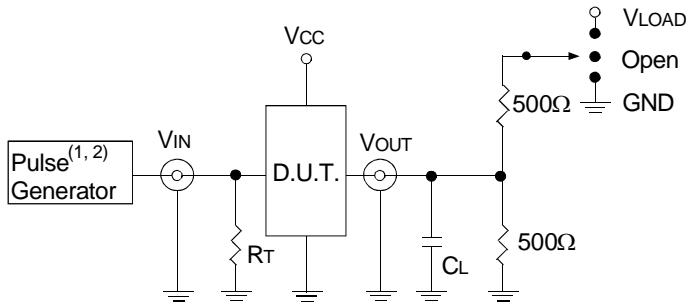 VLOAD
VCC
Open
500Ω
GND
VIN
VOUT
Pulse(1, 2)
Generator
D.U.T.
RT
CL
500Ω